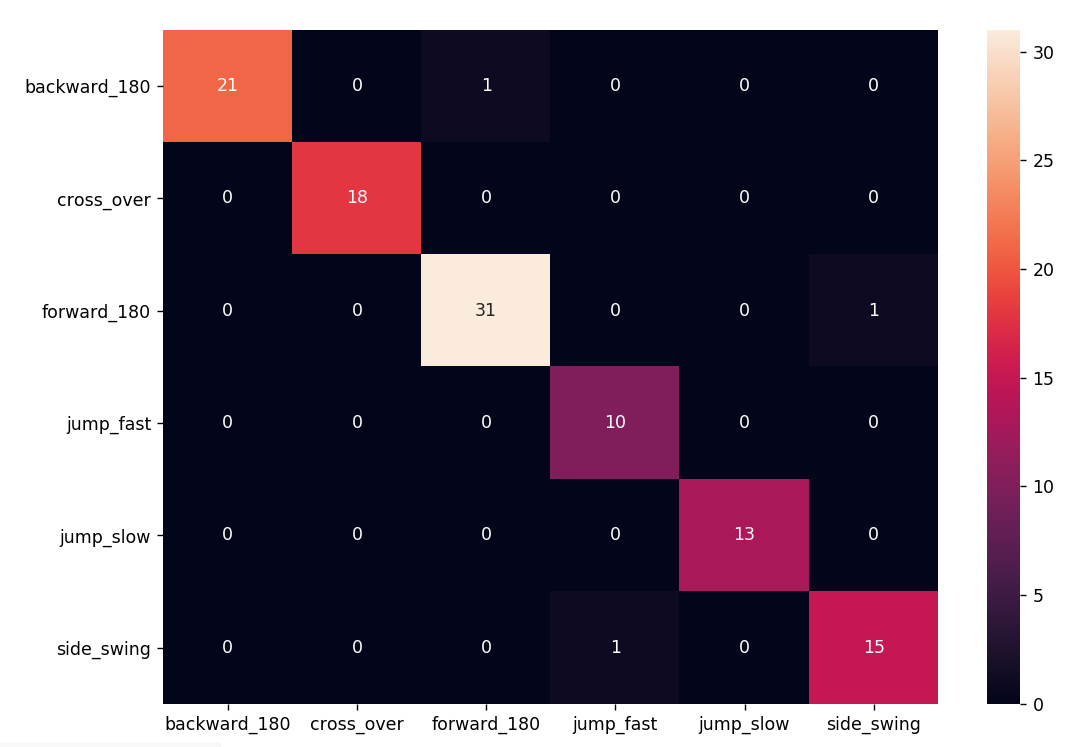 backward_180 21 0 1 0 0 0
cross_over 0 18 0 0 0 0
forward_180 0 0 31 0 0 1
jump_fast 0 0 0 10 0 0
jump_slow 0 0 0 0 13 0
side_swing 0 0 0 1 0 15
backward_180 cross_over forward_180 jump_fast jump_slow side_swing
30
25
20
15
10
5
0